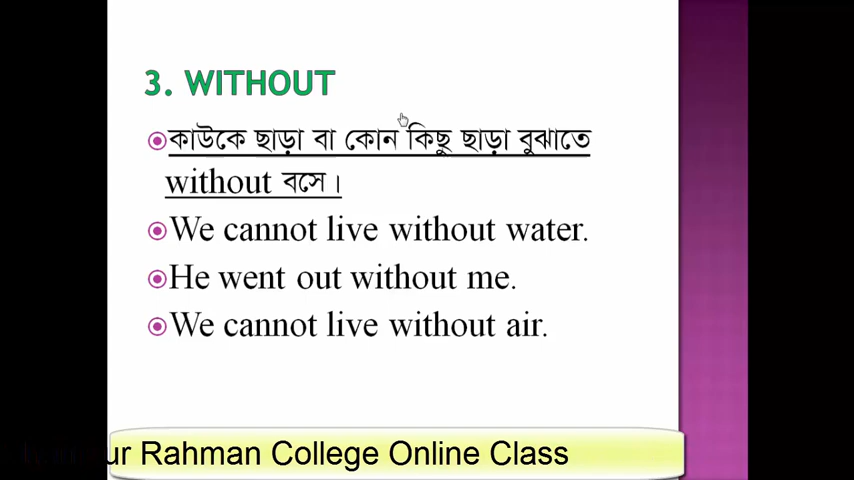 3. WITHOUT
কাউকে ছাড়া বা কোন কিছু ছাড়া বুঝাতে
without বসে।
We cannot live without water.
He went out without me.
We cannot live without air.
Rahman College Online Class